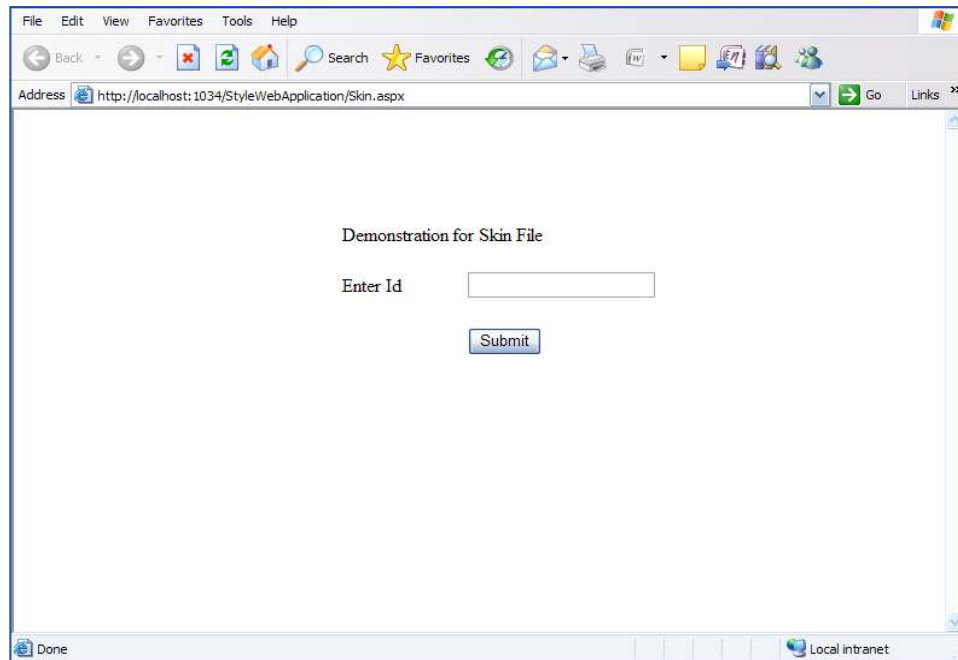 File Edit View Favorites Tools Help
Back Search Favorites
Address http://localhost:1034/StyleWebApplication/Skin.aspx Go Links »
Demonstration for Skin File
Enter Id
Submit
Done Local intranet